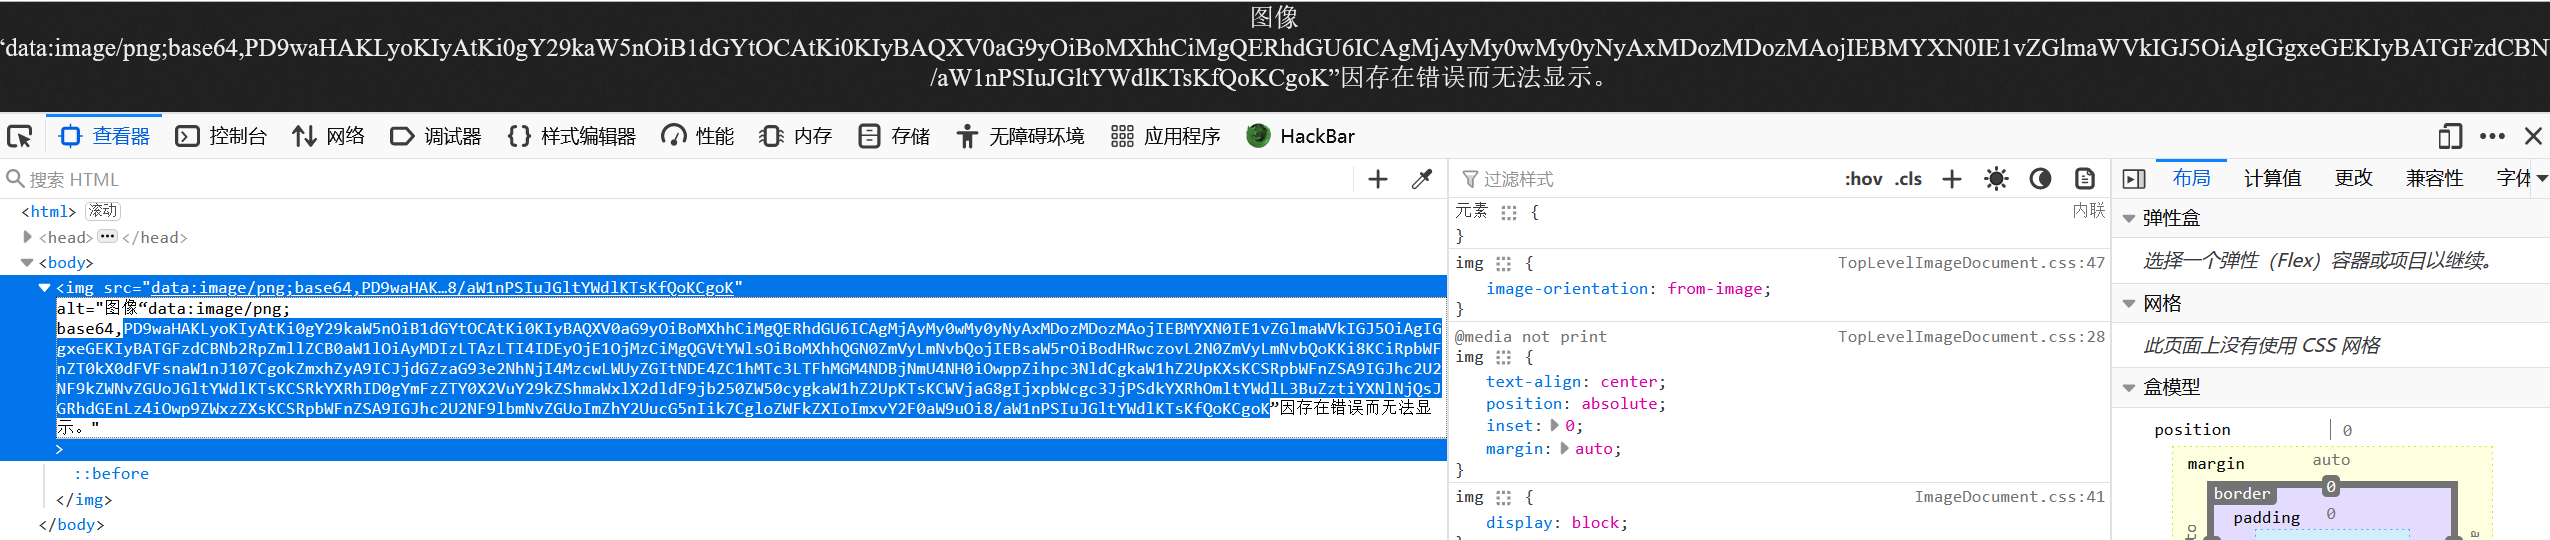 图像
“data:image/png;base64,PD9waHAKLyoKIyAtKi0gY29kaW5nOiB1dGYtOCAtKi0KIyBAQXV0aG9yOiBoMXhhCiMgQERhdGU6ICAgMjAyMy0wMy0yNyAxMDozMDozMAojIEBMYXN0IE1vZGlmaWVkIGJ5OiAgIGgxeGEKIyBATGFzdCBN
/aW1nPSIuJGltYWdlKTsKfQoKCgoK”因存在错误而无法显示。
查看器 控制台 网络 调试器 样式编辑器 性能 内存 存储 无障碍环境 应用程序 HackBar
搜索 HTML
<html> 滚动
<head> ••• </head>
<body>
<img src="data:image/png;base64,PD9waHAK…8/aW1nPSIuJGltYWdlKTsKfQoKCgoK"
alt="图像“data:image/png;
base64,PD9waHAKLyoKIyAtKi0gY29kaW5nOiB1dGYtOCAtKi0KIyBAQXV0aG9yOiBoMXhhCiMgQERhdGU6ICAgMjAyMy0wMy0yNyAxMDozMDozMAojIEBMYXN0IE1vZGlmaWVkIGJ5OiAgIG
gxeGEKIyBATGFzdCBNb2RpZmllZCB0aW1lOiAyMDIzLTAzLTI4IDEyOjE1OjMzCiMgQGVtYWlsOiBoMXhhQGN0ZmVyLmNvbQojIEBsaW5rOiBodHRwczovL2N0ZmVyLmNvbQoKKi8KCiRpbWF
nZT0kX0dFVFsnaW1nJ107CgokZmxhZyA9ICJjdGZzaG93e2NhNjI4MzcwLWUyZGItNDE4ZC1hMTc3LTFhMGM4NDBjNmU4NH0iOwppZihpc3NldCgkaW1hZ2UpKXsKCSRpbWFnZSA9IGJhc2U2
NF9kZWNvZGUoJGltYWdlKTsKCSRkYXRhID0gYmFzZTY0X2VuY29kZShmaWxlX2dldF9jb250ZW50cygkaW1hZ2UpKTsKCWVjaG8gIjxpbWcgc3JjPSdkYXRhOmltYWdlL3BuZztiYXNlNjQsJ
GRhdGEnLz4iOwp9ZWxzZXsKCSRpbWFnZSA9IGJhc2U2NF9lbmNvZGUoImZhY2UucG5nIik7CgloZWFkZXIoImxvY2F0aW9uOi8/aW1nPSIuJGltYWdlKTsKfQoKCgoK”因存在错误而无法显
示。"
>
::before
</img>
</body>
过滤样式 :hov .cls
元素 { 内联
}
img { TopLevelImageDocument.css:47
image-orientation: from-image;
}
@media not print TopLevelImageDocument.css:28
img {
text-align: center;
position: absolute;
inset: 0;
margin: auto;
}
img { ImageDocument.css:41
display: block;
布局 计算值 更改 兼容性 字体
弹性盒
选择一个弹性（Flex）容器或项目以继续。
网格
此页面上没有使用 CSS 网格
盒模型
position 0
margin auto
border 0
padding 0